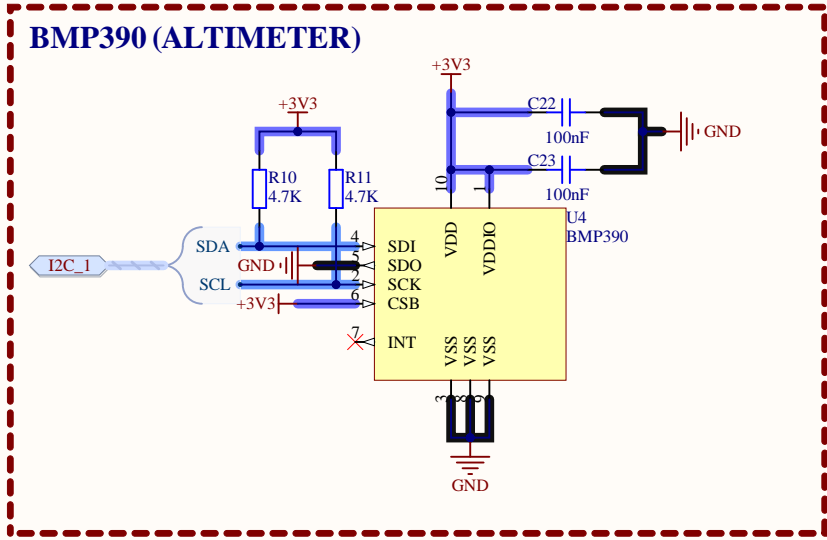 BMP390 (ALTIMETER)
+3V3
C22
100nF
GND
C23
100nF
+3V3
R10
4.7K
R11
4.7K
10
1
U4
BMP390
VDD
VDDIO
I2C_1
SDA
SCL
GND
+3V3
4
5
2
6
7
SDI
SDO
SCK
CSB
INT
VSS
VSS
VSS
3
8
9
GND